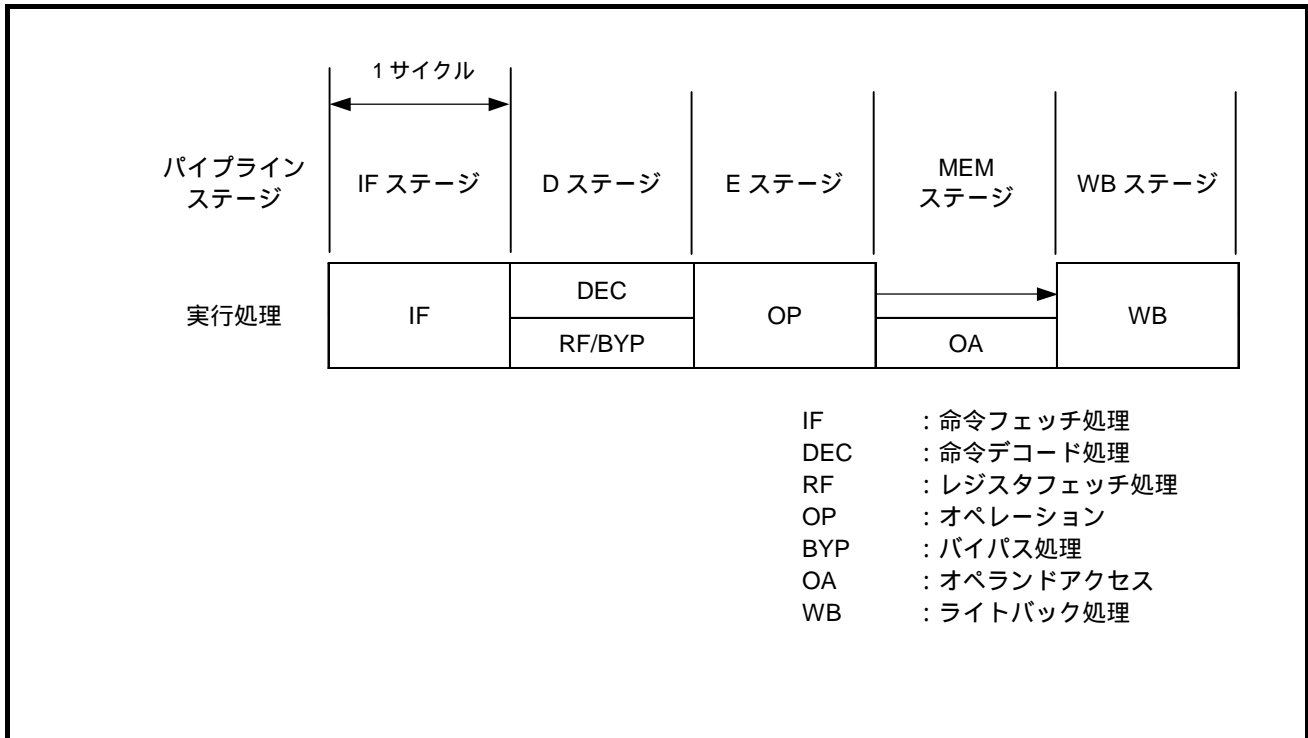 1 サイクル
パイプライン
ステージ
IF ステージ
D ステージ
E ステージ
MEM
ステージ
WB ステージ
実行処理
IF
DEC
RF/BYP
OP
OA
WB
IF :命令フェッチ処理
DEC :命令デコード処理
RF :レジスタフェッチ処理
OP :オペレーション
BYP :バイパス処理
OA :オペランドアクセス
WB :ライトバック処理